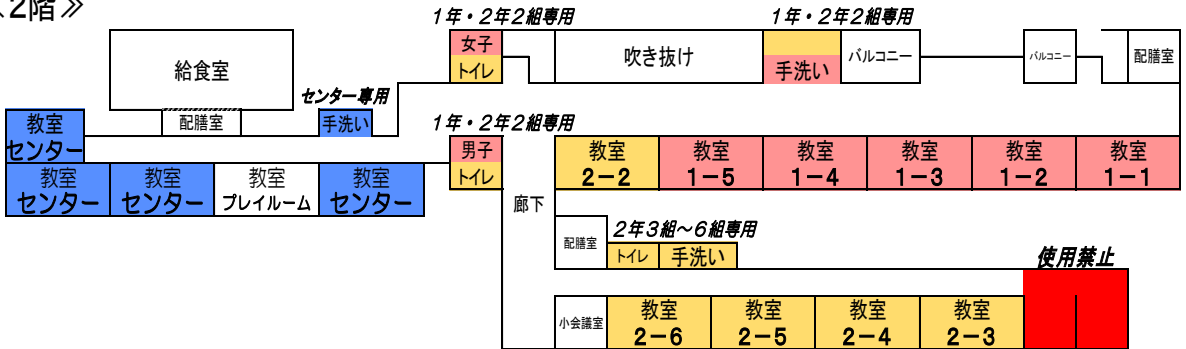 ≪2階≫
1年・2年2組専用
1年・2年2組専用
女子
トイレ
吹き抜け
手洗い
バルコニー
バルコニー
配膳室
給食室
配膳室
センター専用
手洗い
教室
センター
1年・2年2組専用
男子
トイレ
教室
2－2
教室
1－5
教室
1－4
教室
1－3
教室
1－2
教室
1－1
教室
センター
教室
センター
教室
プレイルーム
教室
センター
廊下
配膳室
2年3組～6組専用
トイレ
手洗い
使用禁止
小会議室
教室
2－6
教室
2－5
教室
2－4
教室
2－3